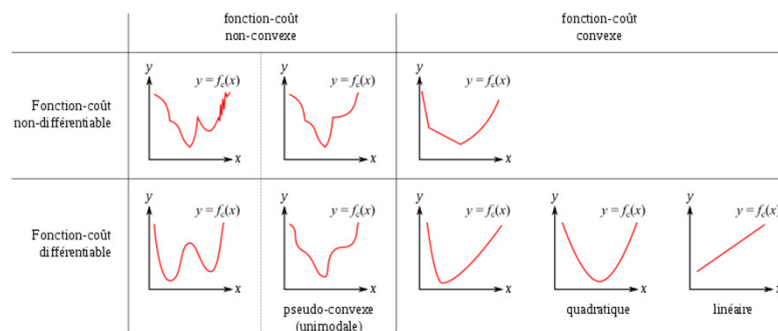 fonction-coût
non-convexe
fonction-coût
convexe
Fonction-coût
non-différentiable
y
y = fc(x)
x
y
y = fc(x)
x
y
y = fc(x)
x
Fonction-coût
différentiable
y
y = fc(x)
x
y
y = fc(x)
x
pseudo-convexe
(unimodale)
y
y = fc(x)
x
y
y = fc(x)
x
quadratique
y
y = fc(x)
x
linéaire